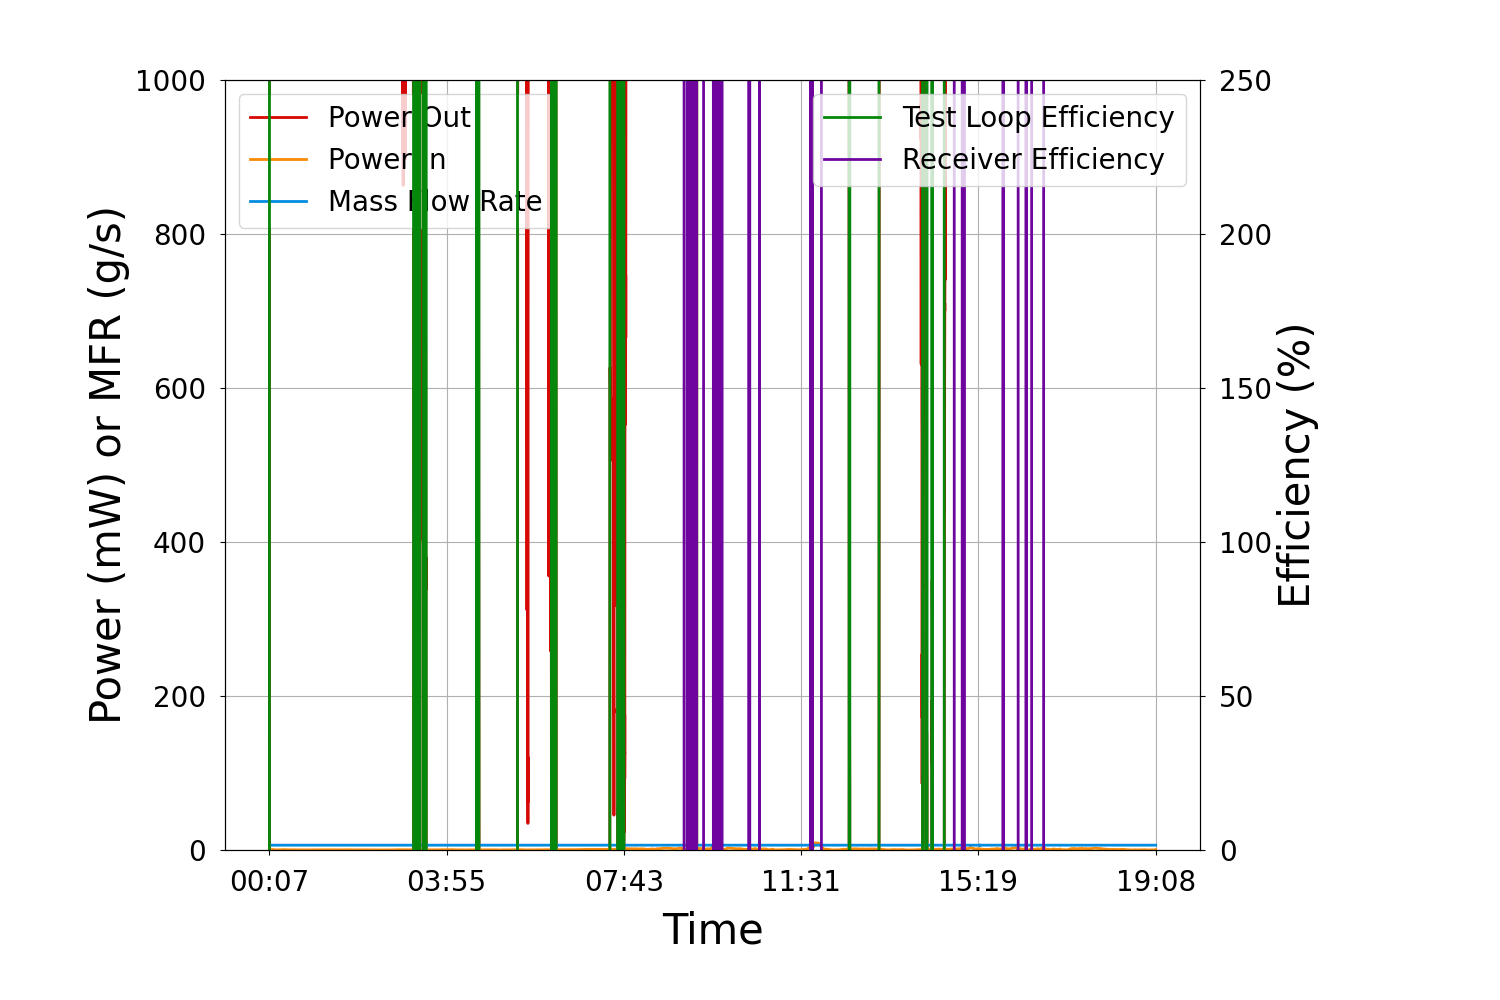 1000
800
600
400
200
0
Power (mW) or MFR (g/s)
Power Out
Power In
Mass Flow Rate
Test Loop Efficiency
Receiver Efficiency
250
200
150
100
50
0
Efficiency (%)
00:07
03:55
07:43
11:31
15:19
19:08
Time